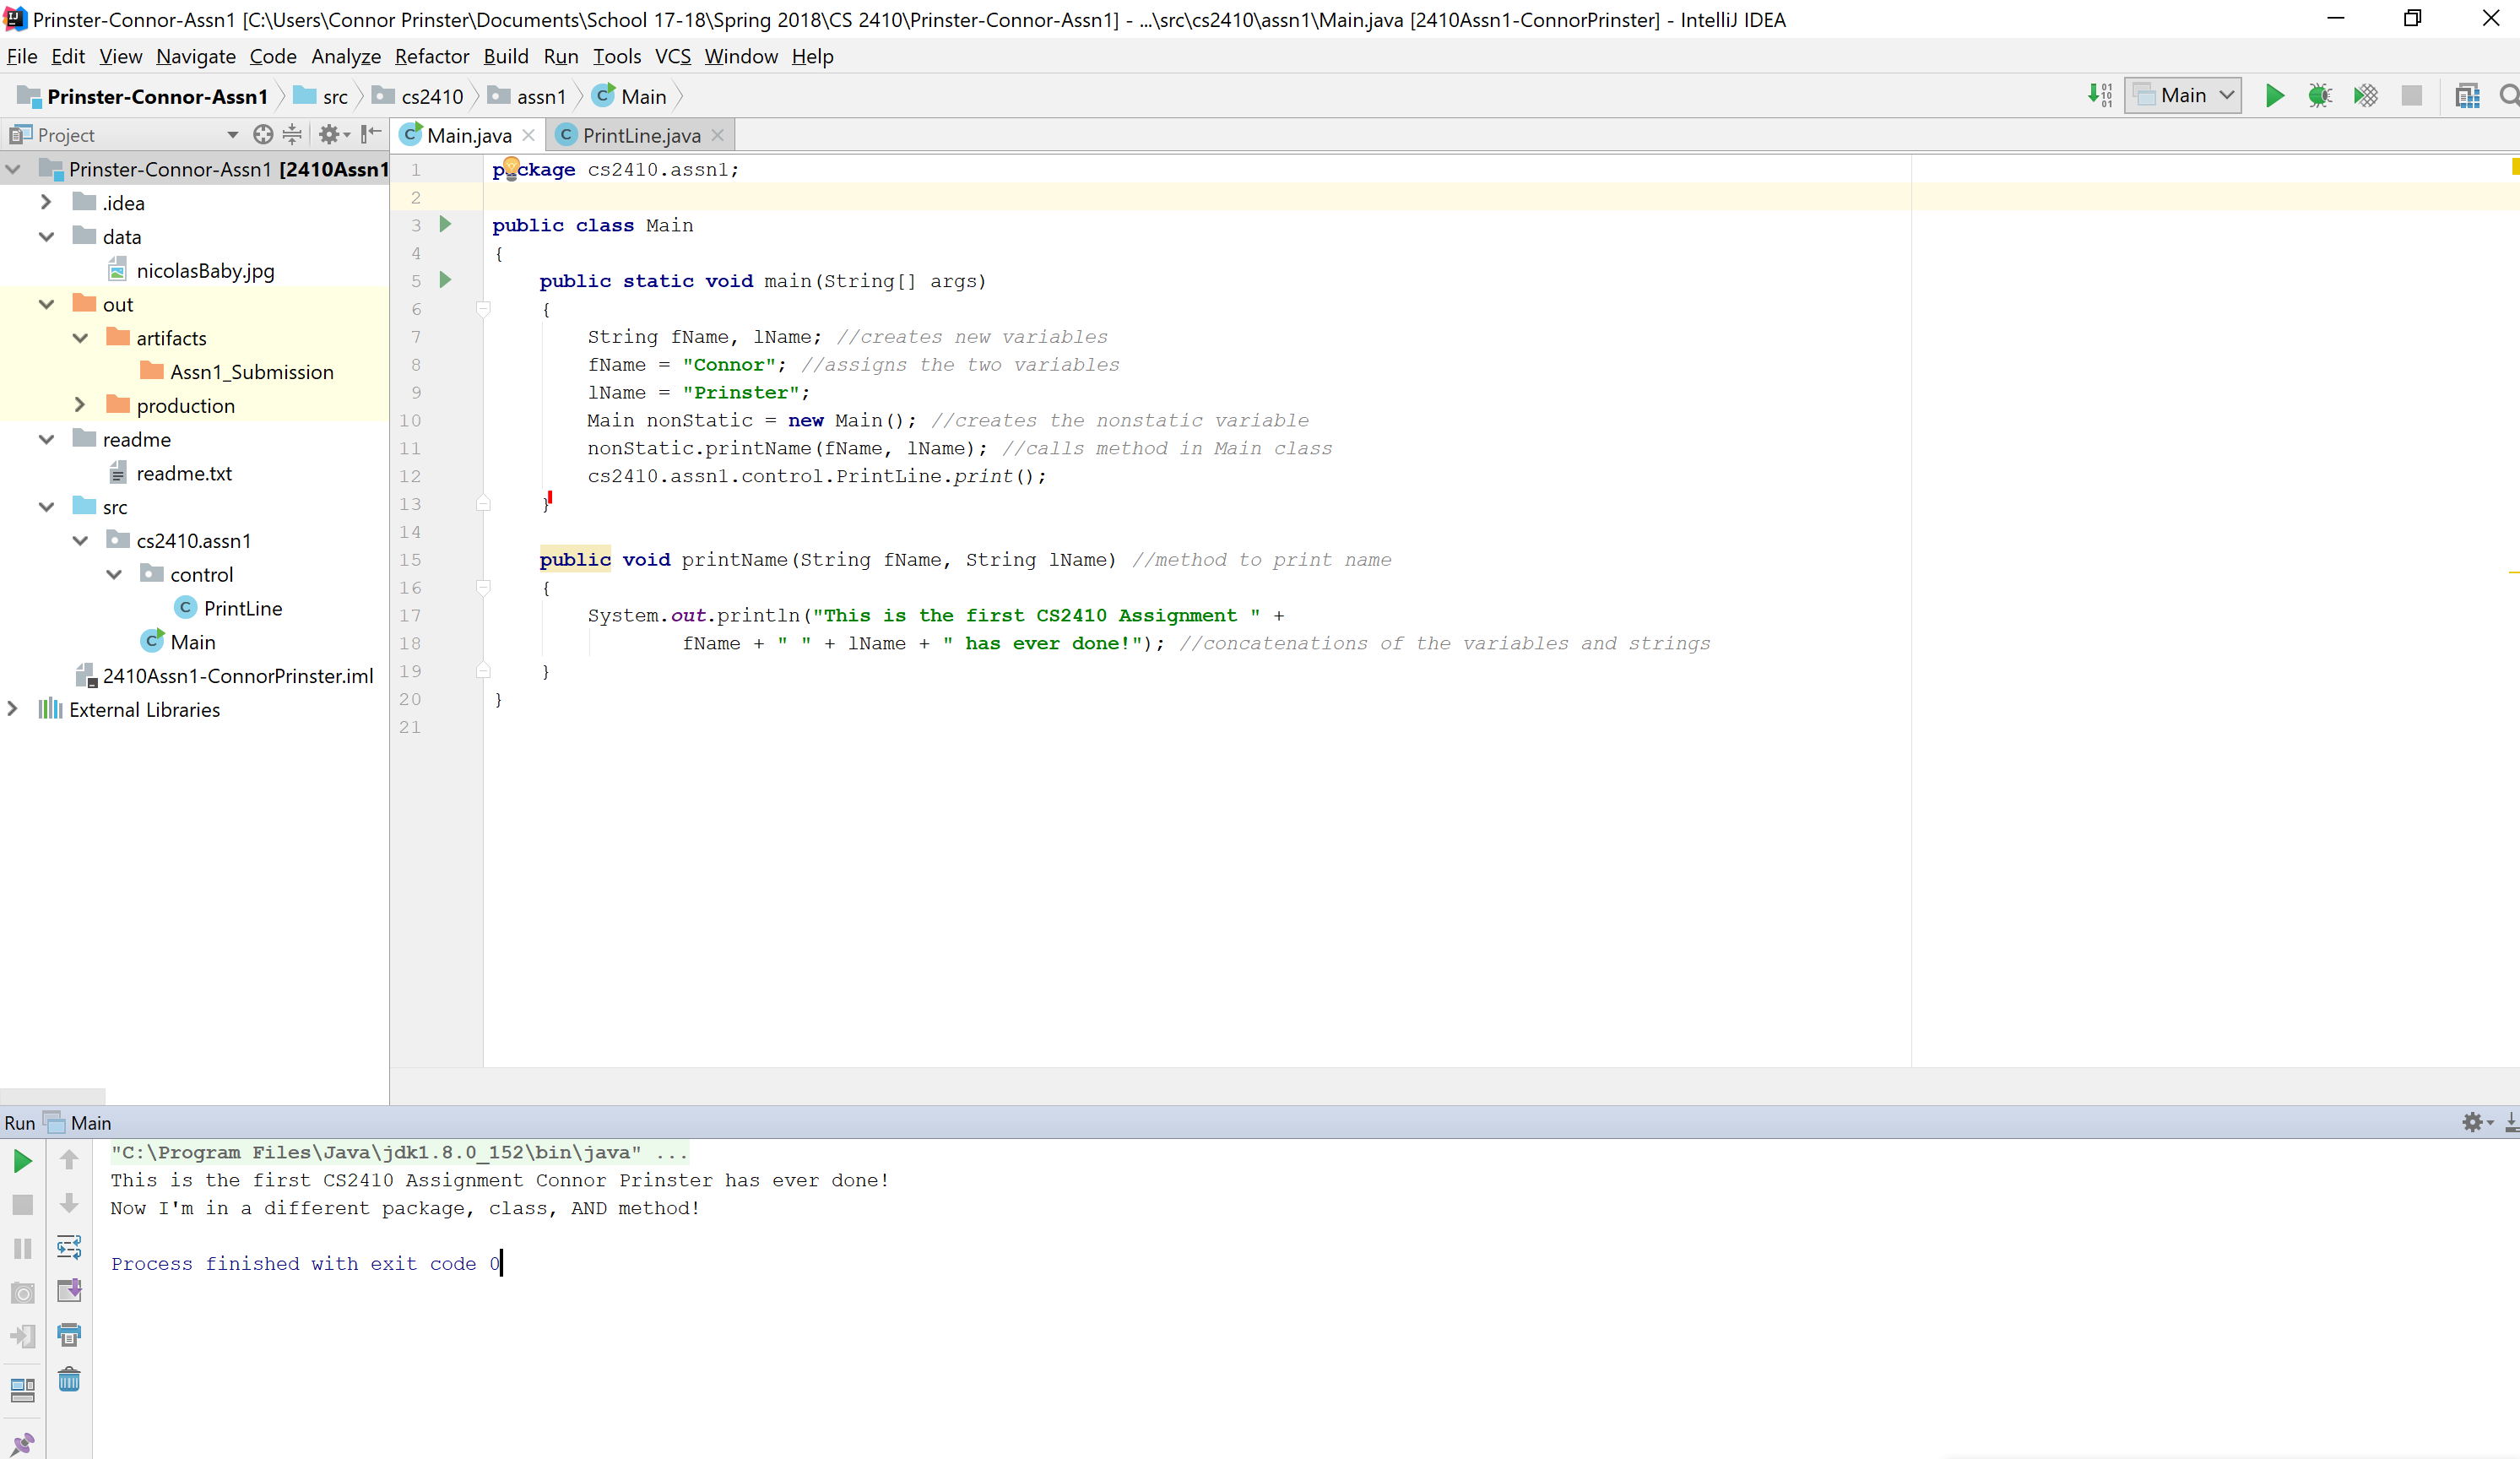 Prinster-Connor-Assn1 [C:\Users\Connor Prinster\Documents\School 17-18\Spring 2018\CS 2410\Prinster-Connor-Assn1] - ...\src\cs2410\assn1\Main.java [2410Assn1-ConnorPrinster] - IntelliJ IDEA
File Edit View Navigate Code Analyze Refactor Build Run Tools VCS Window Help
Prinster-Connor-Assn1 src cs2410 assn1 Main
Main
Project
Main.java PrintLine.java
Prinster-Connor-Assn1 [2410Assn1
.idea
data
nicolasBaby.jpg
out
artifacts
Assn1_Submission
production
readme
readme.txt
src
cs2410.assn1
control
PrintLine
Main
2410Assn1-ConnorPrinster.iml
External Libraries
1 package cs2410.assn1;
2
3 public class Main
4 {
5 public static void main(String[] args)
6 {
7 String fName, lName; //creates new variables
8 fName = "Connor"; //assigns the two variables
9 lName = "Prinster";
10 Main nonStatic = new Main(); //creates the nonstatic variable
11 nonStatic.printName(fName, lName); //calls method in Main class
12 cs2410.assn1.control.PrintLine.print();
13 }
14
15 public void printName(String fName, String lName) //method to print name
16 {
17 System.out.println("This is the first CS2410 Assignment " +
18 fName + " " + lName + " has ever done!"); //concatenations of the variables and strings
19 }
20 }
21
Run Main
"C:\Program Files\Java\jdk1.8.0_152\bin\java" ...
This is the first CS2410 Assignment Connor Prinster has ever done!
Now I'm in a different package, class, AND method!
Process finished with exit code 0